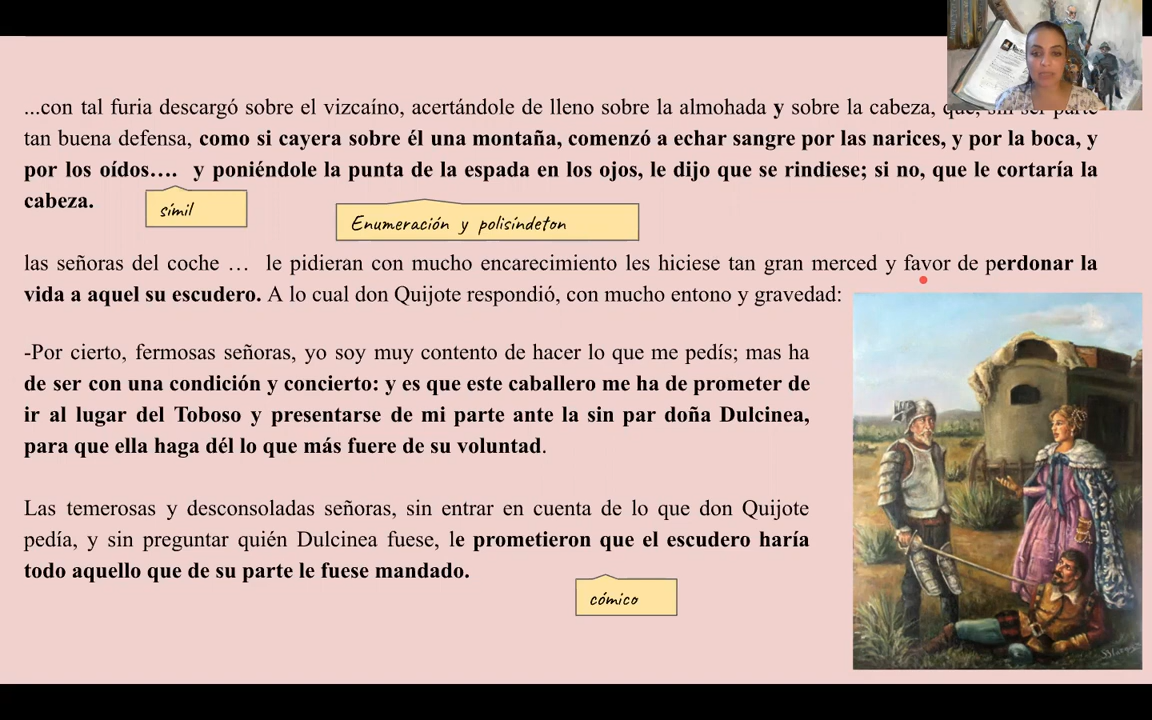 ...con tal furia descargó sobre el vizcaíno, acertándole de lleno sobre la almohada y sobre la cabeza, que, sin ser parte
tan buena defensa, como si cayera sobre él una montaña, comenzó a echar sangre por las narices, y por la boca, y
por los oídos…. y poniéndole la punta de la espada en los ojos, le dijo que se rindiese; si no, que le cortaría la
cabeza.
símil
Enumeración y polisíndeton
las señoras del coche … le pidieran con mucho encarecimiento les hiciese tan gran merced y favor de perdonar la
vida a aquel su escudero. A lo cual don Quijote respondió, con mucho entono y gravedad:
-Por cierto, fermosas señoras, yo soy muy contento de hacer lo que me pedís; mas ha
de ser con una condición y concierto: y es que este caballero me ha de prometer de
ir al lugar del Toboso y presentarse de mi parte ante la sin par doña Dulcinea,
para que ella haga dél lo que más fuere de su voluntad.
Las temerosas y desconsoladas señoras, sin entrar en cuenta de lo que don Quijote
pedía, y sin preguntar quién Dulcinea fuese, le prometieron que el escudero haría
todo aquello que de su parte le fuese mandado.
cómico